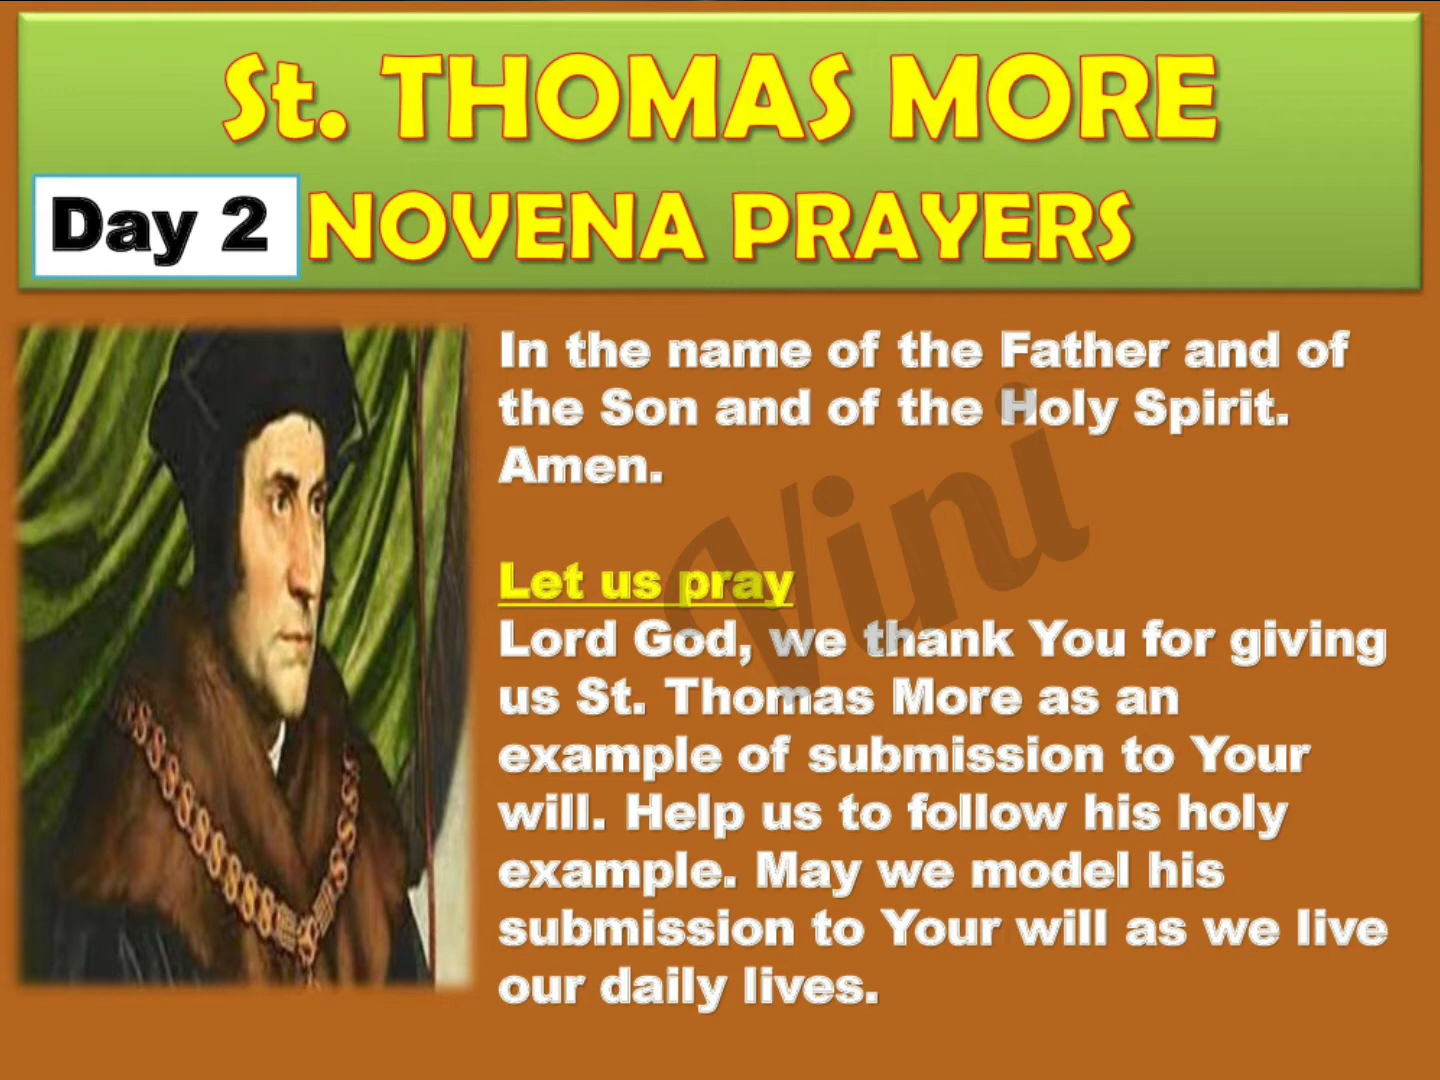 St. THOMAS MORE
Day 2 NOVENA PRAYERS
In the name of the Father and of
the Son and of the Holy Spirit.
Amen.
Let us pray
Lord God, we thank You for giving
us St. Thomas More as an
example of submission to Your
will. Help us to follow his holy
example. May we model his
submission to Your will as we live
our daily lives.
Vini